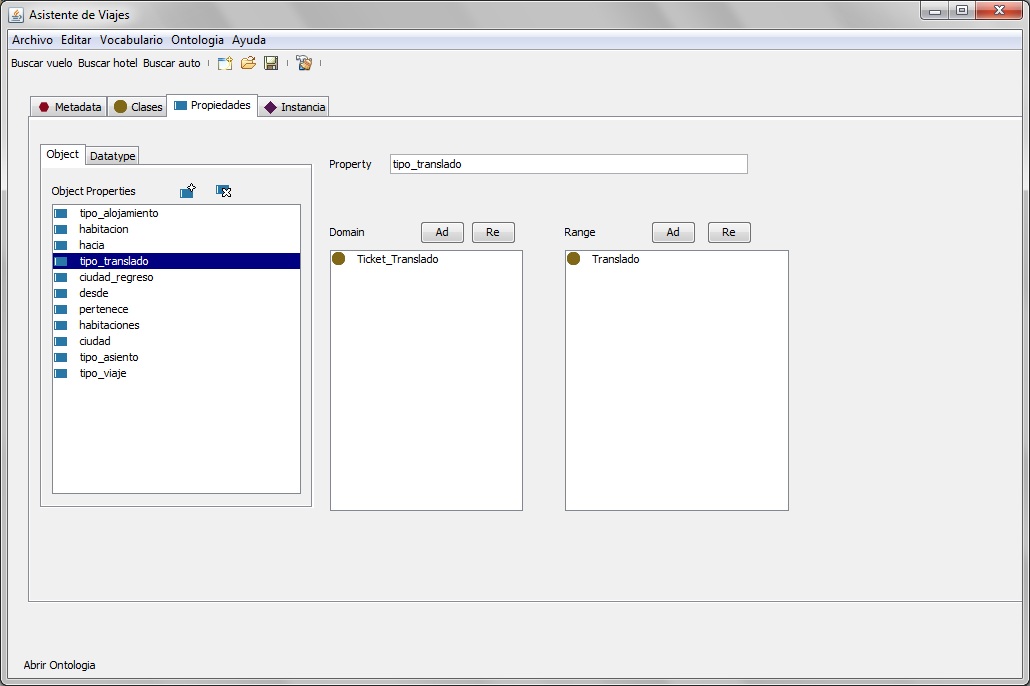 Asistente de Viajes
Archivo Editar Vocabulario Ontologia Ayuda
Buscar vuelo Buscar hotel Buscar auto
Metadata Clases Propiedades Instancia
Object Datatype
Property tipo_translado
Object Properties
tipo_alojamiento
habitacion
hacia
tipo_translado
ciudad_regreso
desde
pertenece
habitaciones
ciudad
tipo_asiento
tipo_viaje
Domain Ad Re
Ticket_Translado
Range Ad Re
Translado
Abrir Ontologia